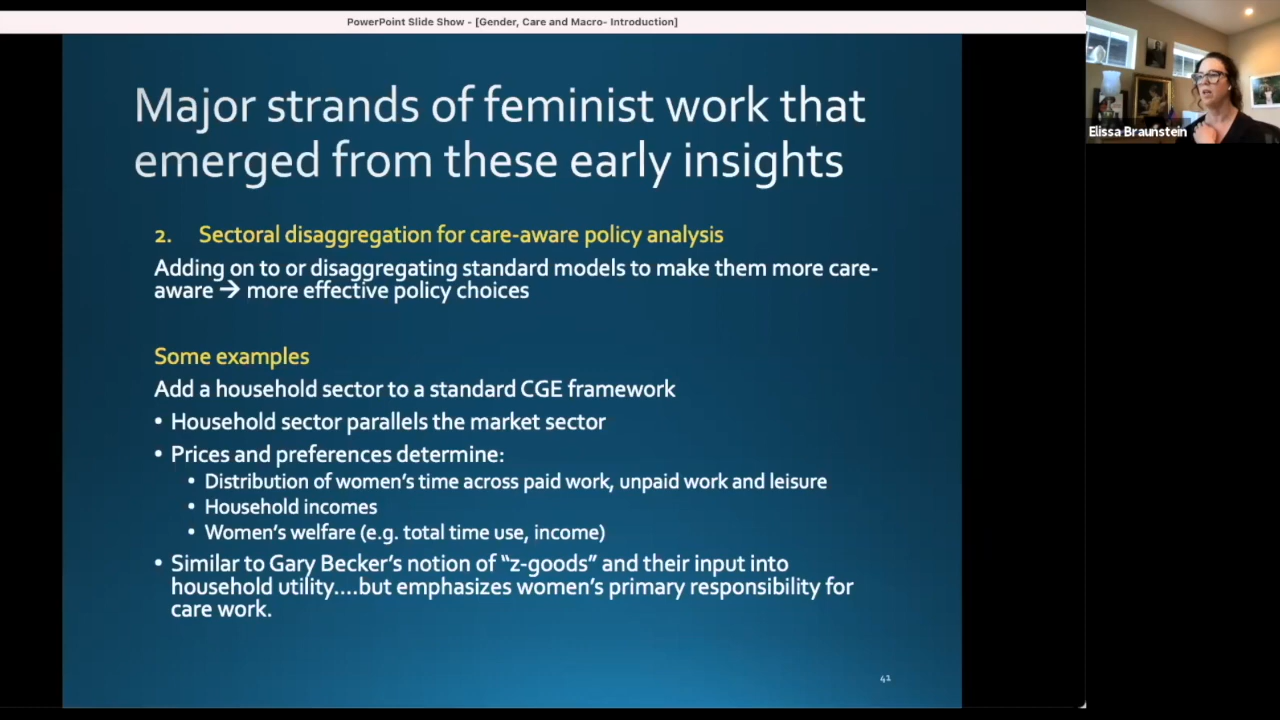 PowerPoint Slide Show - [Gender, Care and Macro- Introduction]
Major strands of feminist work that
emerged from these early insights
2. Sectoral disaggregation for care-aware policy analysis
Adding on to or disaggregating standard models to make them more care-
aware → more effective policy choices
Some examples
Add a household sector to a standard CGE framework
• Household sector parallels the market sector
• Prices and preferences determine:
• Distribution of women's time across paid work, unpaid work and leisure
• Household incomes
• Women's welfare (e.g. total time use, income)
• Similar to Gary Becker's notion of “z-goods” and their input into
household utility....but emphasizes women's primary responsibility for
care work.
41
Elissa Braunstein